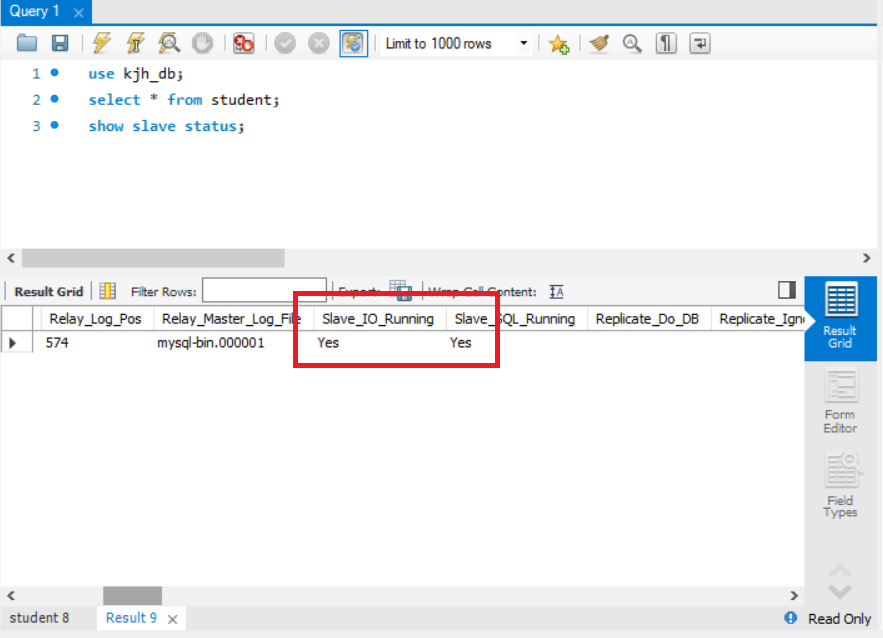 Query 1
Limit to 1000 rows
1 use kjh_db;
2 select * from student;
3 show slave status;
Result Grid Filter Rows: Export: Wrap Cell Content:
Relay_Log_Pos Relay_Master_Log_File Slave_IO_Running Slave_SQL_Running Replicate_Do_DB Replicate_Igno
574 mysql-bin.000001 Yes Yes
Result
Grid
Form
Editor
Field
Types
student 8 Result 9 Read Only